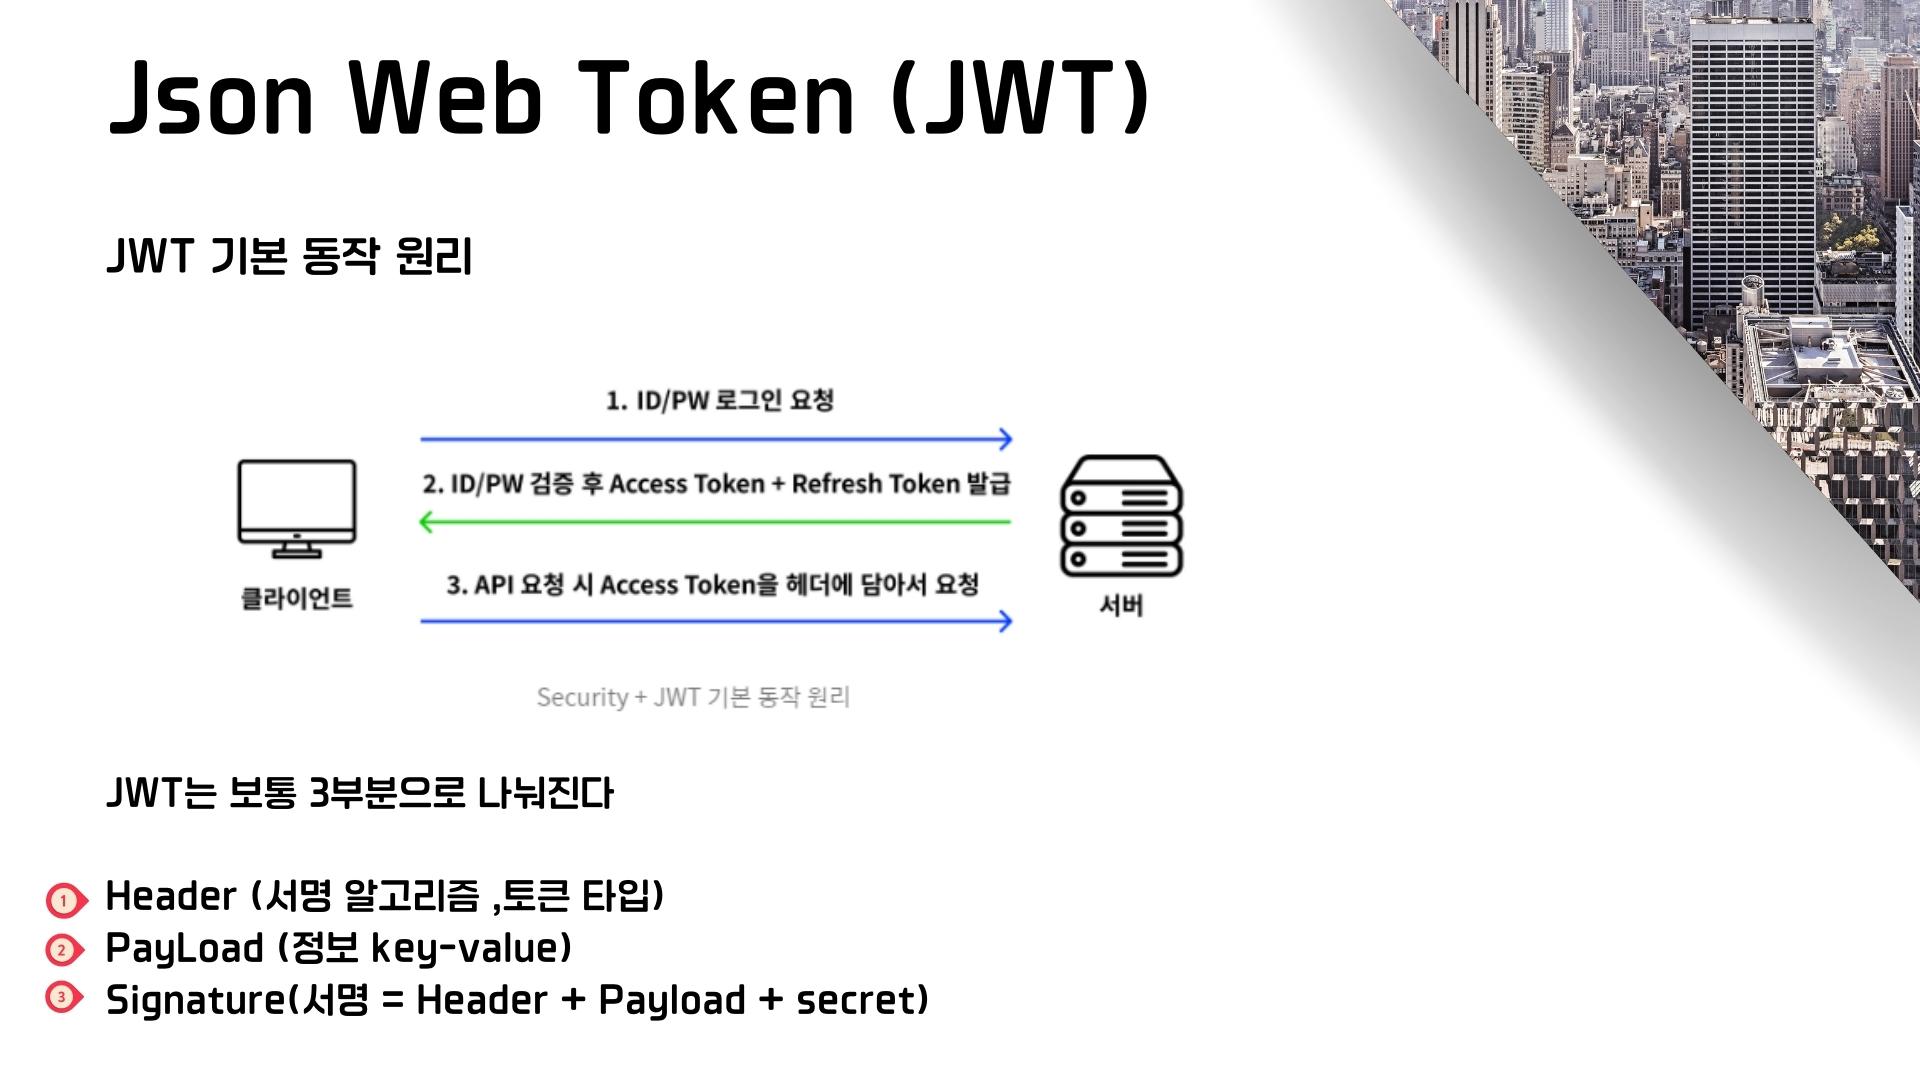 Json Web Token (JWT)
JWT 기본 동작 원리
1. ID/PW 로그인 요청
2. ID/PW 검증 후 Access Token + Refresh Token 발급
3. API 요청 시 Access Token을 헤더에 담아서 요청
클라이언트
서버
Security + JWT 기본 동작 원리
JWT는 보통 3부분으로 나눠진다
1 Header (서명 알고리즘 ,토큰 타입)
2 PayLoad (정보 key-value)
3 Signature(서명 = Header + Payload + secret)